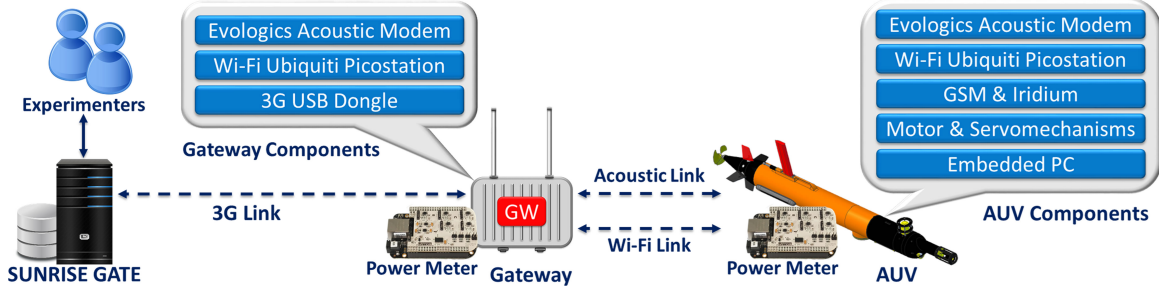 Evologics Acoustic Modem
Wi-Fi Ubiquiti Picostation
3G USB Dongle
Gateway Components
Evologics Acoustic Modem
Wi-Fi Ubiquiti Picostation
GSM & Iridium
Motor & Servomechanisms
Embedded PC
AUV Components
Experimenters
3G Link
GW
Acoustic Link
Wi-Fi Link
SUNRISE GATE
Power Meter
Gateway
Power Meter
AUV